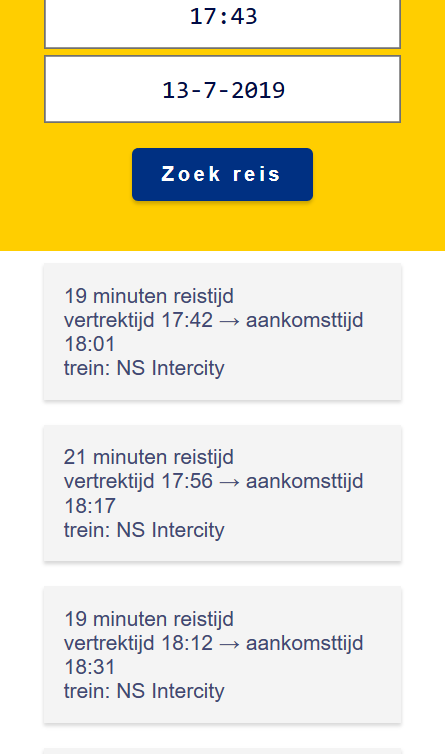 17:43
13-7-2019
Zoek reis
19 minuten reistijd
vertrektijd 17:42 → aankomsttijd
18:01
trein: NS Intercity
21 minuten reistijd
vertrektijd 17:56 → aankomsttijd
18:17
trein: NS Intercity
19 minuten reistijd
vertrektijd 18:12 → aankomsttijd
18:31
trein: NS Intercity